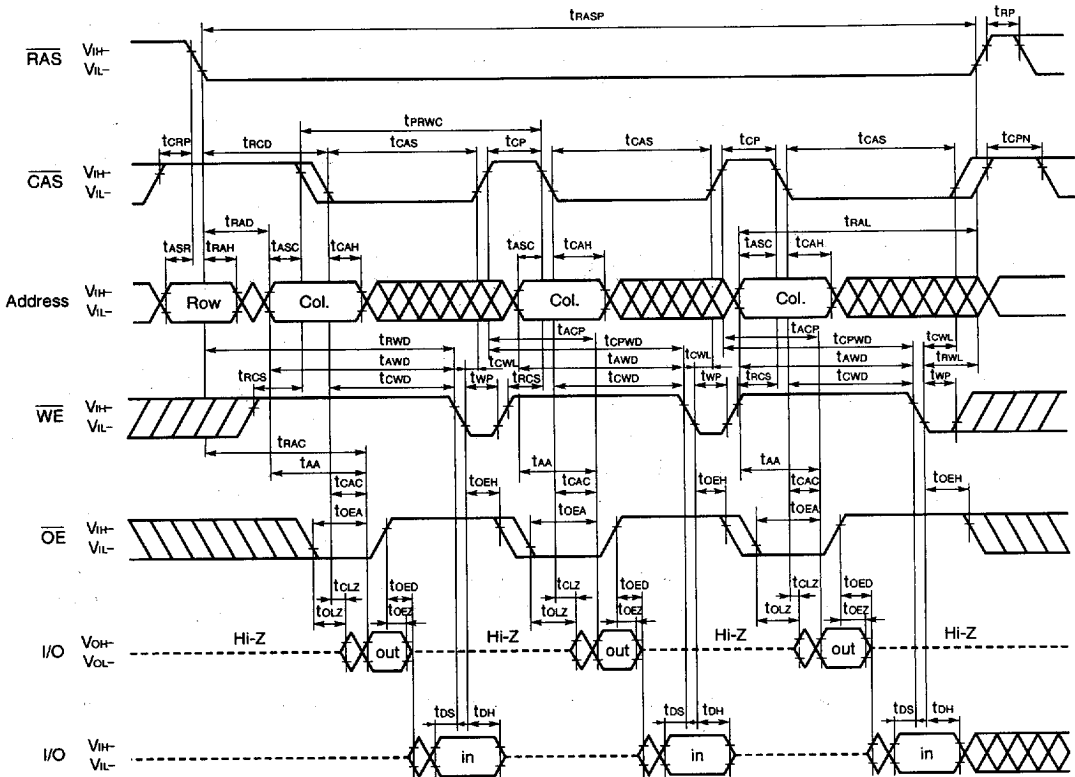 tRASP
tRP
RAS
VIH-
VIL-
tPRWC
tCRP
tRCD
tCAS
tCP
tCAS
tCP
tCAS
tCPN
CAS
VIH-
VIL-
tRAD
tRAL
tASR
tRAH
tASC
tCAH
tASC
tCAH
tASC
tCAH
Address
VIH-
VIL-
Row
Col.
Col.
Col.
tACP
tACP
tRWD
tCPWD
tCPWD
tCWL
tAWD
tCWL
tAWD
tCWL
tAWD
tRWL
tRCS
tCWD
tWP
tRCS
tCWD
tWP
tRCS
tCWD
tWP
WE
VIH-
VIL-
tRAC
tAA
tAA
tAA
tCAC
tOEH
tCAC
tOEH
tCAC
tOEH
tOEA
tOEA
tOEA
OE
VIH-
VIL-
tCLZ
tOED
tCLZ
tOED
tCLZ
tOED
tOLZ
tOEZ
tOLZ
tOEZ
tOLZ
tOEZ
I/O
VOH-
VOL-
Hi-Z
out
Hi-Z
out
Hi-Z
out
Hi-Z
tDS
tDH
tDS
tDH
tDS
tDH
I/O
VIH-
VIL-
in
in
in